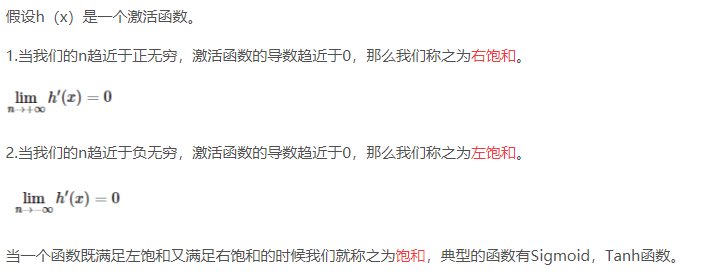 假设h（x）是一个激活函数。
1.当我们的n趋近于正无穷，激活函数的导数趋近于0，那么我们称之为右饱和。
lim h′(x) = 0
n→+∞
2.当我们的n趋近于负无穷，激活函数的导数趋近于0，那么我们称之为左饱和。
lim h′(x) = 0
n→−∞
当一个函数既满足左饱和又满足右饱和的时候我们就称之为饱和，典型的函数有Sigmoid，Tanh函数。